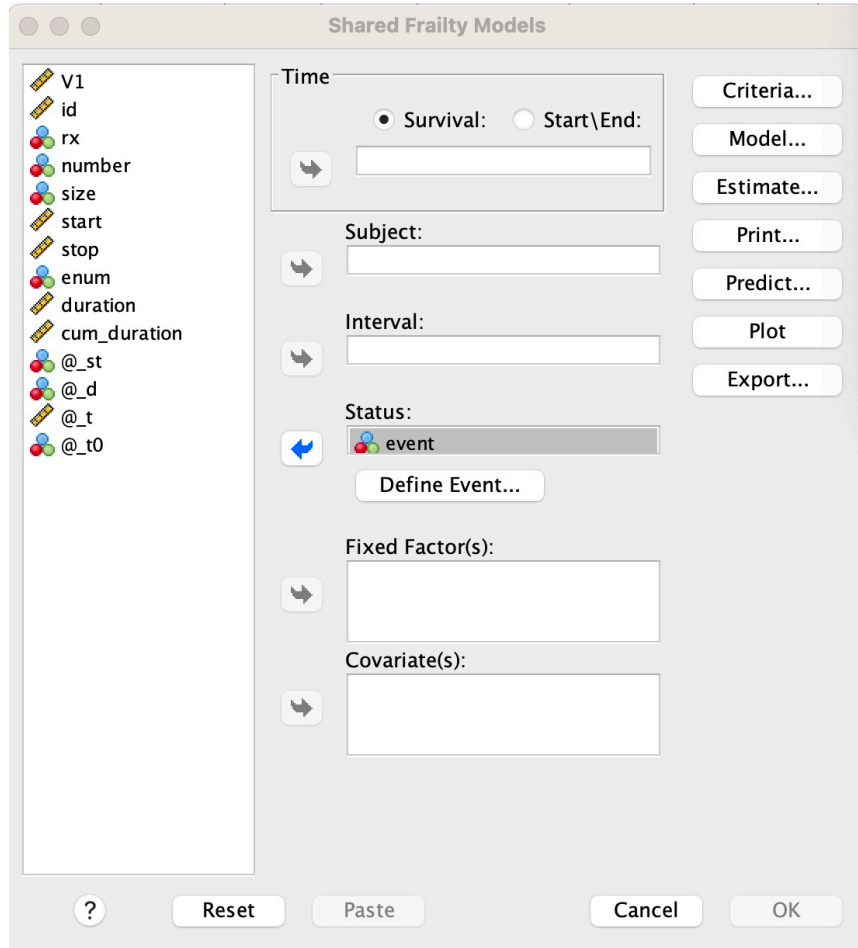 Shared Frailty Models
V1
id
rx
number
size
start
stop
enum
duration
cum_duration
@_st
@_d
@_t
@_t0
Time
Survival:
Start\End:
Subject:
Interval:
Status:
event
Define Event...
Fixed Factor(s):
Covariate(s):
Criteria...
Model...
Estimate...
Print...
Predict...
Plot
Export...
?
Reset
Paste
Cancel
OK